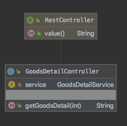 RestController
value() String
GoodsDetailController
service GoodsDetailService
getGoodsDetail(int) String